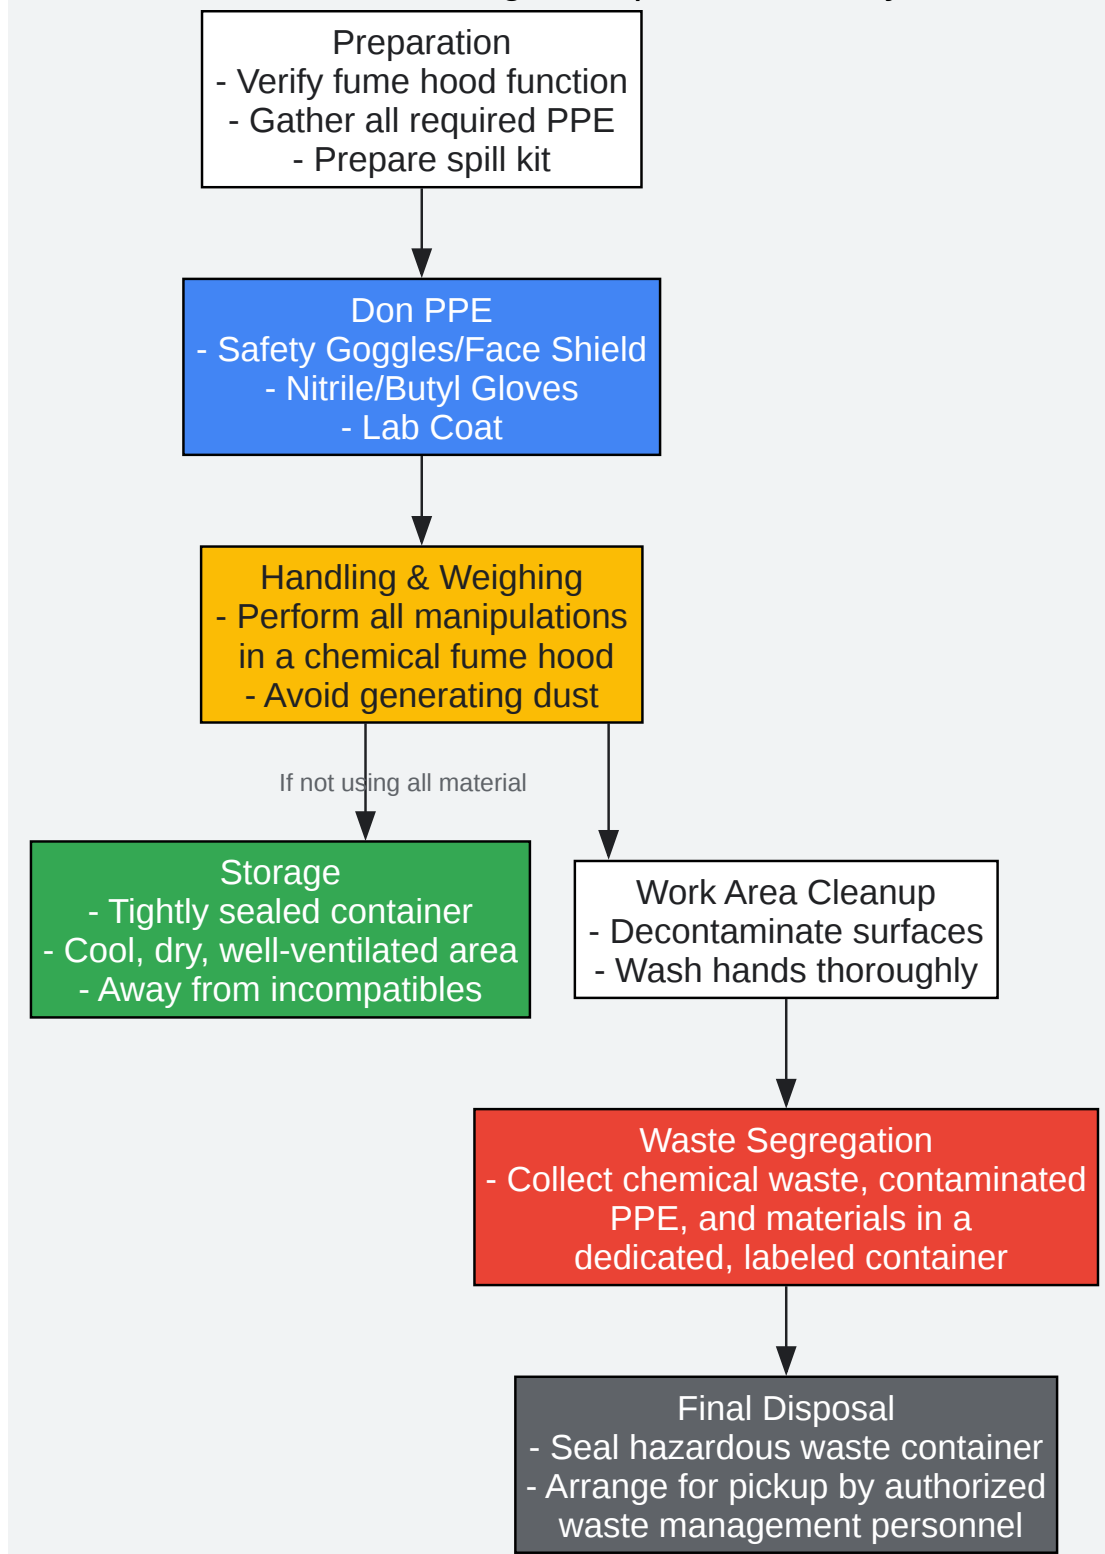 Preparation
- Verify fume hood function
- Gather all required PPE
- Prepare spill kit
Don PPE
- Safety Goggles/Face Shield
- Nitrile/Butyl Gloves
- Lab Coat
Handling & Weighing
- Perform all manipulations
in a chemical fume hood
- Avoid generating dust
If not using all material
Storage
- Tightly sealed container
- Cool, dry, well-ventilated area
- Away from incompatibles
Work Area Cleanup
- Decontaminate surfaces
- Wash hands thoroughly
Waste Segregation
- Collect chemical waste, contaminated
PPE, and materials in a
dedicated, labeled container
Final Disposal
- Seal hazardous waste container
- Arrange for pickup by authorized
waste management personnel